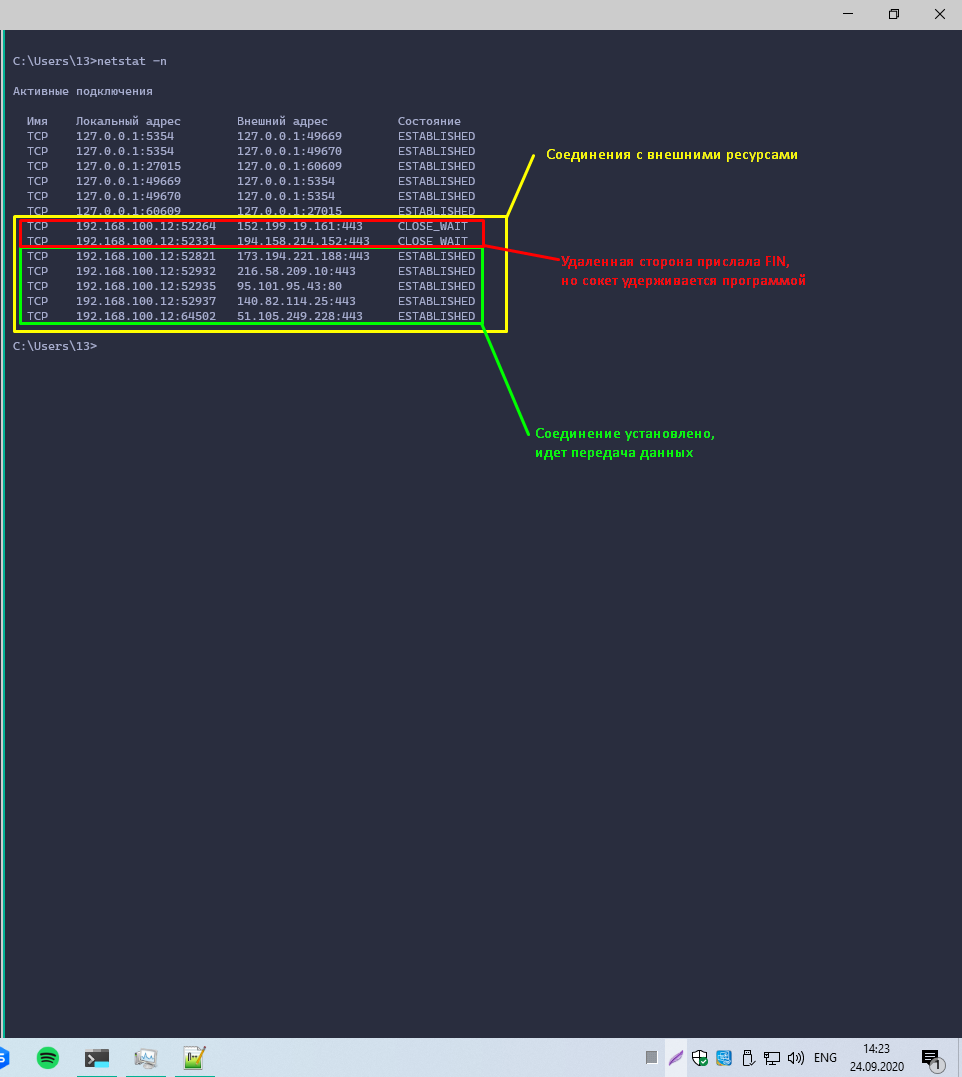 C:\Users\13>netstat -n
Активные подключения
Имя Локальный адрес Внешний адрес Состояние
TCP 127.0.0.1:5354 127.0.0.1:49669 ESTABLISHED
TCP 127.0.0.1:5354 127.0.0.1:49670 ESTABLISHED
TCP 127.0.0.1:27015 127.0.0.1:60609 ESTABLISHED
TCP 127.0.0.1:49669 127.0.0.1:5354 ESTABLISHED
TCP 127.0.0.1:49670 127.0.0.1:5354 ESTABLISHED
TCP 127.0.0.1:60609 127.0.0.1:27015 ESTABLISHED
TCP 192.168.100.12:52264 152.199.19.161:443 CLOSE_WAIT
TCP 192.168.100.12:52331 194.158.214.152:443 CLOSE_WAIT
TCP 192.168.100.12:52821 173.194.221.188:443 ESTABLISHED
TCP 192.168.100.12:52932 216.58.209.10:443 ESTABLISHED
TCP 192.168.100.12:52935 95.101.95.43:80 ESTABLISHED
TCP 192.168.100.12:52937 140.82.114.25:443 ESTABLISHED
TCP 192.168.100.12:64502 51.105.249.228:443 ESTABLISHED
C:\Users\13>
Соединения с внешними ресурсами
Удаленная сторона прислала FIN,
но сокет удерживается программой
Соединение установлено,
идет передача данных
ENG
14:23
24.09.2020
1